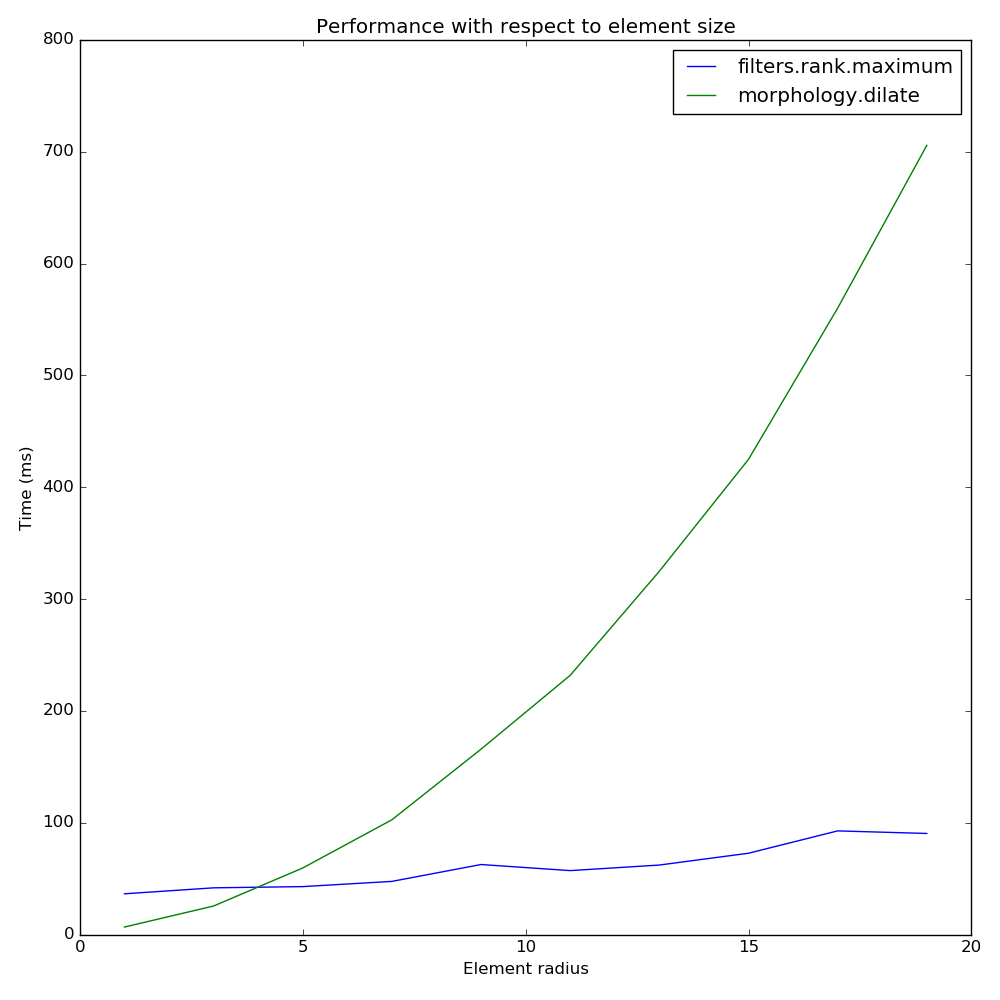 Performance with respect to element size
filters.rank.maximum
morphology.dilate
800
700
600
500
400
300
200
100
0
Time (ms)
0 5 10 15 20
Element radius